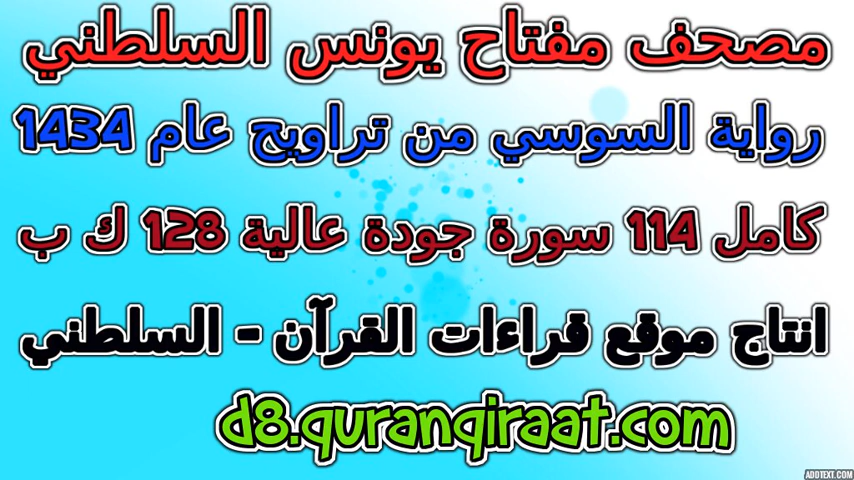 مصحف مفتاح يونس السلطني
رواية السوسي من تراويح عام 1434
كامل 114 سورة جودة عالية 128 ك ب
انتاج موقع قراءات القرآن - السلطني
d8.quranqiraat.com
ADDTEXT.COM